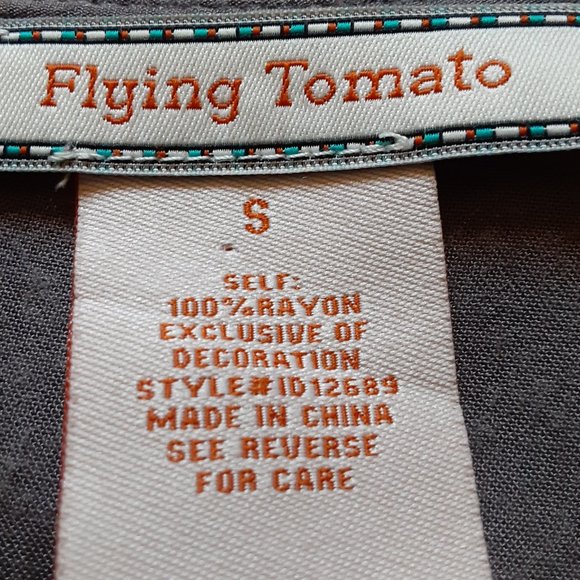 Flying Tomato
S
SELF:
100%RAYON
EXCLUSIVE OF
DECORATION
STYLE#ID12689
MADE IN CHINA
SEE REVERSE
FOR CARE